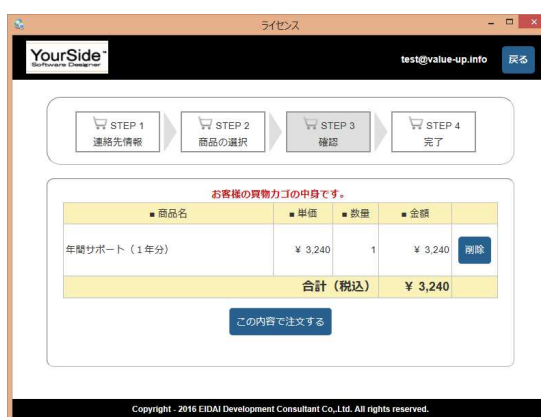 ライセンス
YourSide™
Software Designer
test@value-up.info
戻る
STEP 1
連絡先情報
STEP 2
商品の選択
STEP 3
確認
STEP 4
完了
お客様の買物カゴの中身です。
■ 商品名 ■ 単価 ■ 数量 ■ 金額
年間サポート（1年分） ¥ 3,240 1 ¥ 3,240 削除
合計（税込） ¥ 3,240
この内容で注文する
Copyright - 2016 EIDAI Development Consultant Co,.Ltd. All rights reserved.